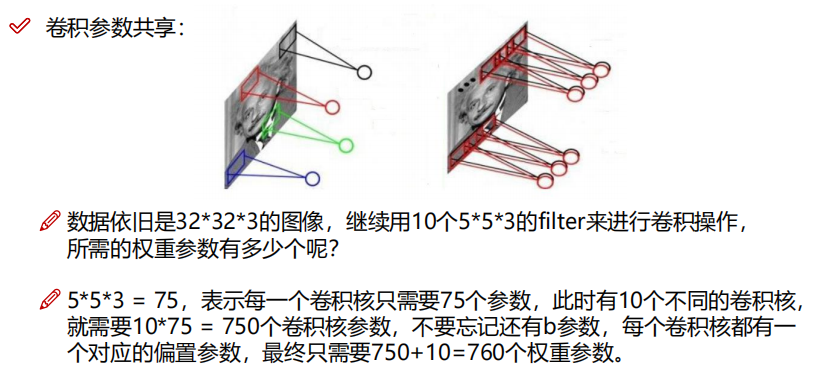 卷积参数共享：
数据依旧是32*32*3的图像，继续用10个5*5*3的filter来进行卷积操作，
所需的权重参数有多少个呢？
5*5*3 = 75，表示每一个卷积核只需要75个参数，此时有10个不同的卷积核，
就需要10*75 = 750个卷积核参数，不要忘记还有b参数，每个卷积核都有一
个对应的偏置参数，最终只需要750+10=760个权重参数。